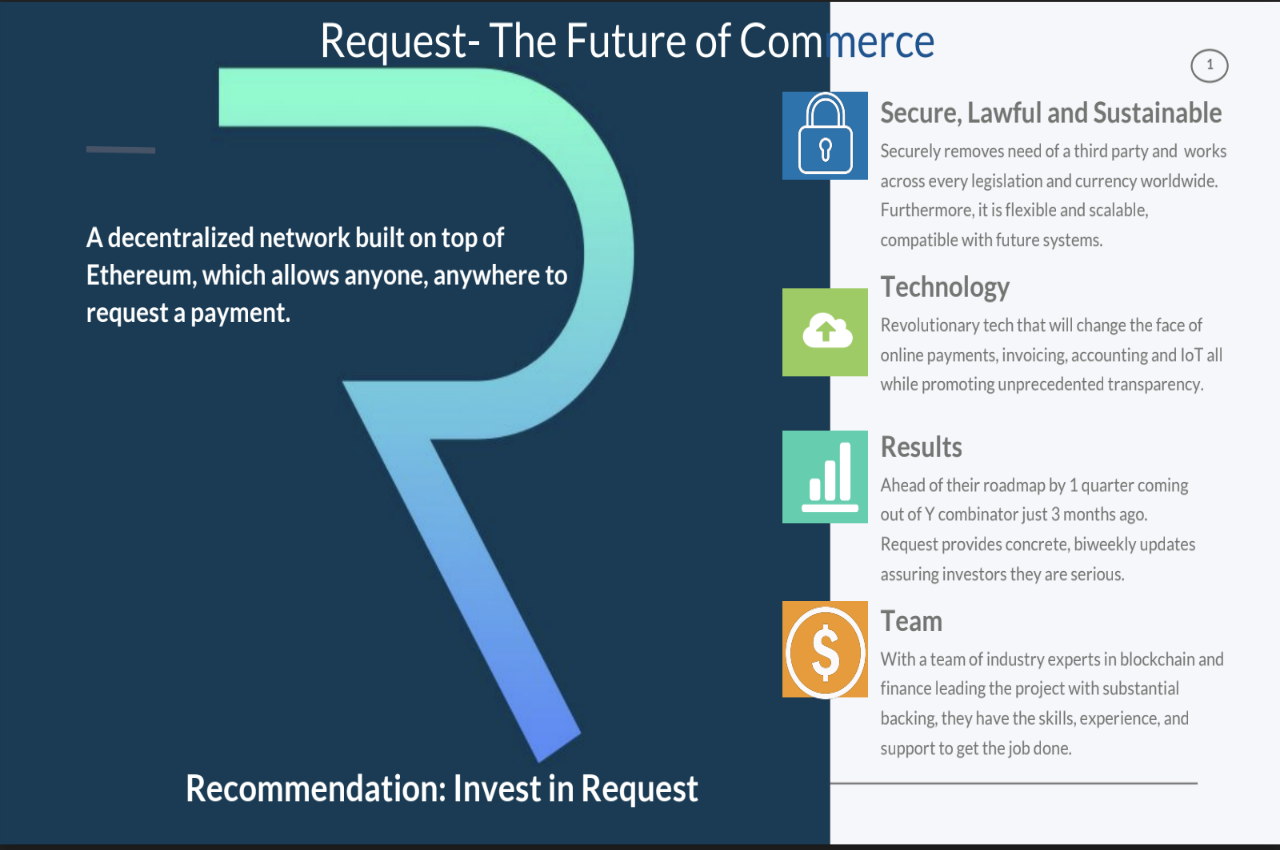 Request- The Future of Commerce
1
A decentralized network built on top of
Ethereum, which allows anyone, anywhere to
request a payment.
Recommendation: Invest in Request
Secure, Lawful and Sustainable
Securely removes need of a third party and works
across every legislation and currency worldwide.
Furthermore, it is flexible and scalable,
compatible with future systems.
Technology
Revolutionary tech that will change the face of
online payments, invoicing, accounting and IoT all
while promoting unprecedented transparency.
Results
Ahead of their roadmap by 1 quarter coming
out of Y combinator just 3 months ago.
Request provides concrete, biweekly updates
assuring investors they are serious.
$
Team
With a team of industry experts in blockchain and
finance leading the project with substantial
backing, they have the skills, experience, and
support to get the job done.